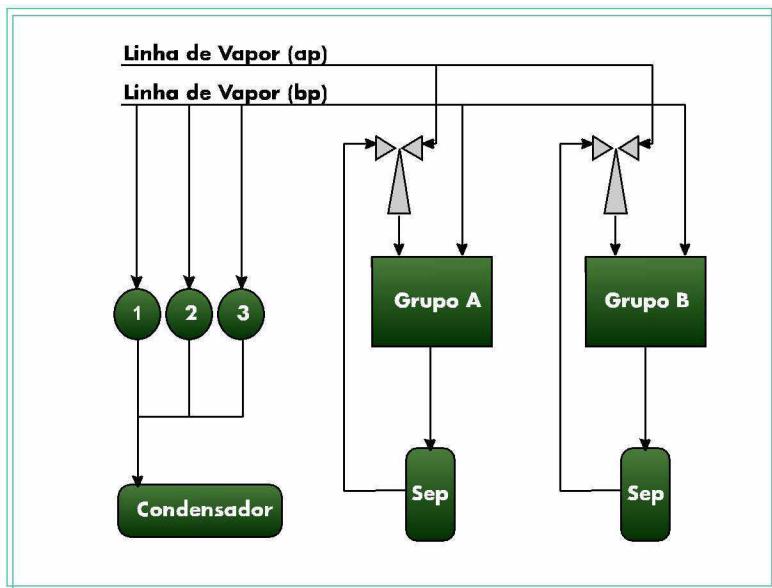 Linha de Vapor (ap)
Linha de Vapor (bp)
1 2 3
Grupo A
Grupo B
Condensador
Sep
Sep